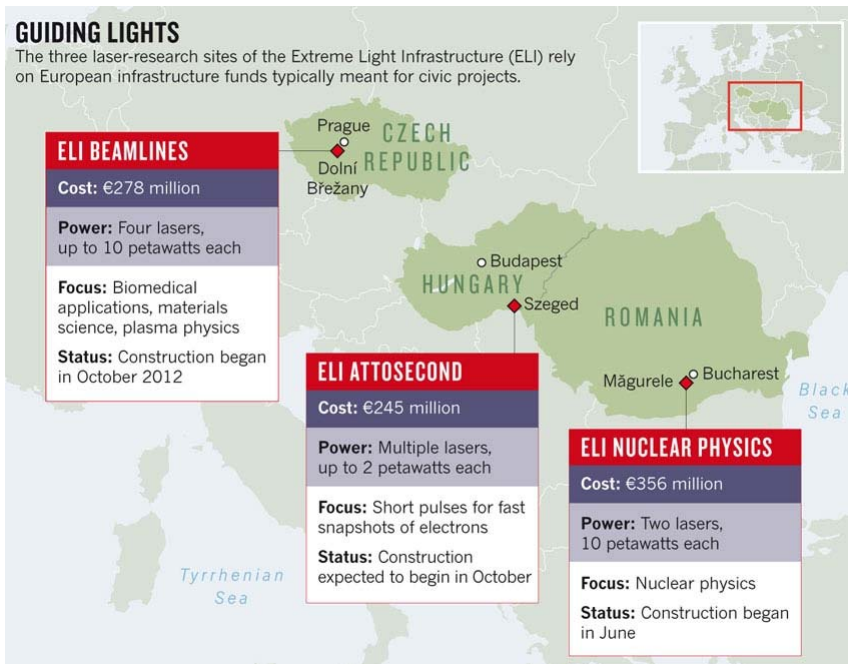 GUIDING LIGHTS
The three laser-research sites of the Extreme Light Infrastructure (ELI) rely
on European infrastructure funds typically meant for civic projects.
Prague
CZECH
REPUBLIC
Dolní
Břežany
ELI BEAMLINES
Cost: €278 million
Power: Four lasers,
up to 10 petawatts each
Focus: Biomedical
applications, materials
science, plasma physics
Status: Construction began
in October 2012
Budapest
HUNGARY
Szeged
ROMANIA
Măgurele
Bucharest
Black
Sea
ELI ATTOSECOND
Cost: €245 million
Power: Multiple lasers,
up to 2 petawatts each
Focus: Short pulses for fast
snapshots of electrons
Status: Construction
expected to begin in October
ELI NUCLEAR PHYSICS
Cost: €356 million
Power: Two lasers,
10 petawatts each
Focus: Nuclear physics
Status: Construction began
in June
Tyrrhenian
Sea